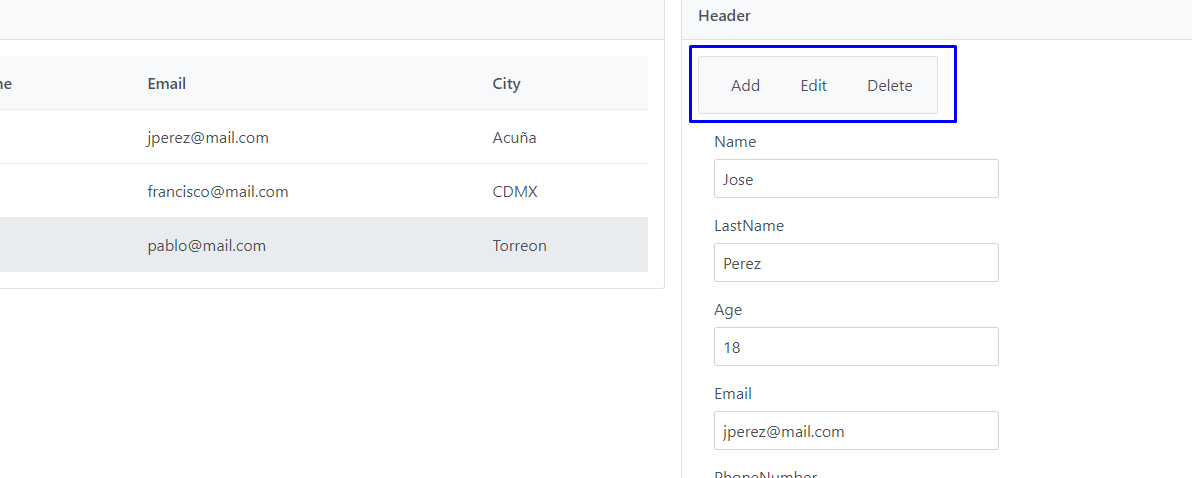 Header
ne Email City
jperez@mail.com Acuña
francisco@mail.com CDMX
pablo@mail.com Torreon
Add Edit Delete
Name
Jose
LastName
Perez
Age
18
Email
jperez@mail.com
PhoneNumber